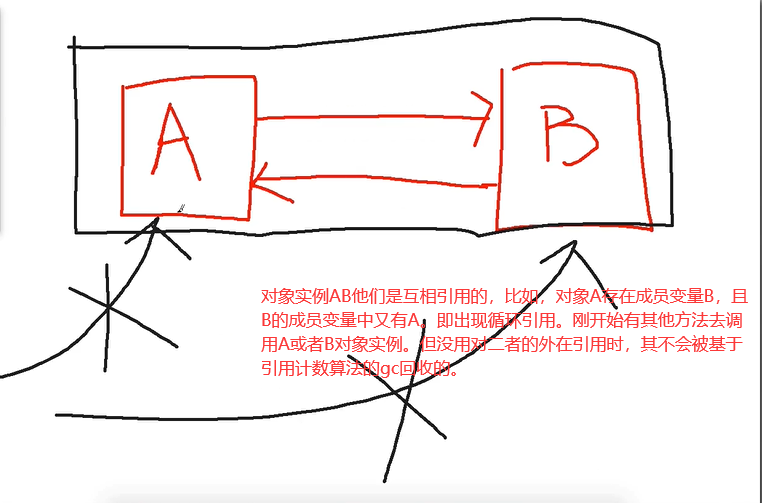 A
B
对象实例AB他们是互相引用的，比如，对象A存在成员变量B，且
B的成员变量中又有A。即出现循环引用。刚开始有其他方法去调
用A或者B对象实例。但没用对二者的外在引用时，其不会被基于
引用计数算法的gc回收的。